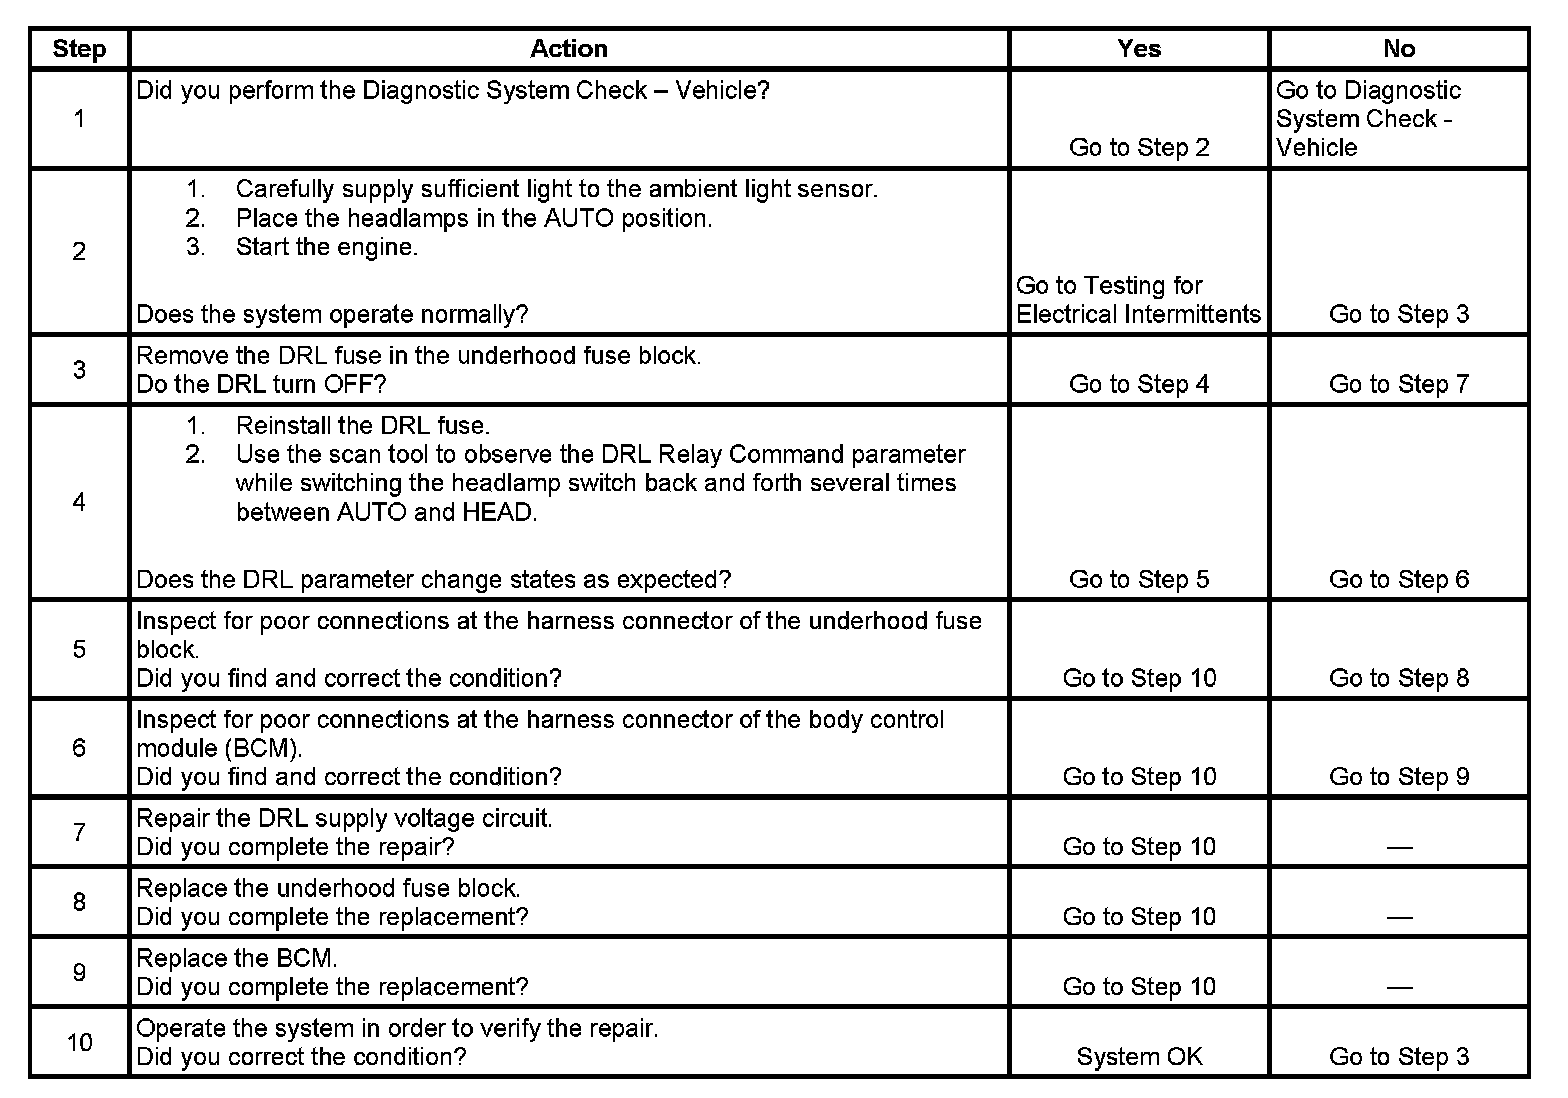 Step Action Yes No
1
Did you perform the Diagnostic System Check – Vehicle?
Go to Step 2
Go to Diagnostic
System Check -
Vehicle
2
1. Carefully supply sufficient light to the ambient light sensor.
2. Place the headlamps in the AUTO position.
3. Start the engine.
Does the system operate normally?
Go to Testing for
Electrical Intermittents
Go to Step 3
3
Remove the DRL fuse in the underhood fuse block.
Do the DRL turn OFF?
Go to Step 4
Go to Step 7
4
1. Reinstall the DRL fuse.
2. Use the scan tool to observe the DRL Relay Command parameter
while switching the headlamp switch back and forth several times
between AUTO and HEAD.
Does the DRL parameter change states as expected?
Go to Step 5
Go to Step 6
5
Inspect for poor connections at the harness connector of the underhood fuse
block.
Did you find and correct the condition?
Go to Step 10
Go to Step 8
6
Inspect for poor connections at the harness connector of the body control
module (BCM).
Did you find and correct the condition?
Go to Step 10
Go to Step 9
7
Repair the DRL supply voltage circuit.
Did you complete the repair?
Go to Step 10
—
8
Replace the underhood fuse block.
Did you complete the replacement?
Go to Step 10
—
9
Replace the BCM.
Did you complete the replacement?
Go to Step 10
—
10
Operate the system in order to verify the repair.
Did you correct the condition?
System OK
Go to Step 3